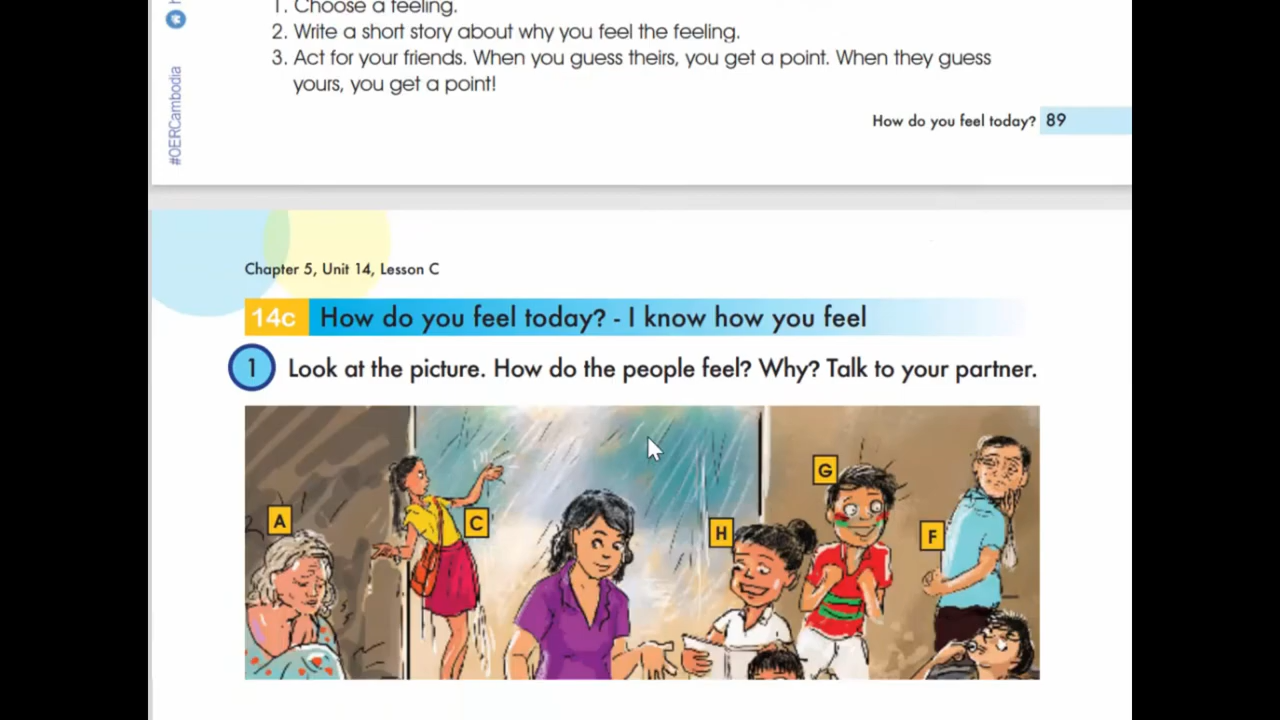 1. Choose a feeling.
2. Write a short story about why you feel the feeling.
3. Act for your friends. When you guess theirs, you get a point. When they guess
yours, you get a point!
#OERCambodia
How do you feel today? 89
Chapter 5, Unit 14, Lesson C
14c How do you feel today? - I know how you feel
1 Look at the picture. How do the people feel? Why? Talk to your partner.
A
C
H
G
F